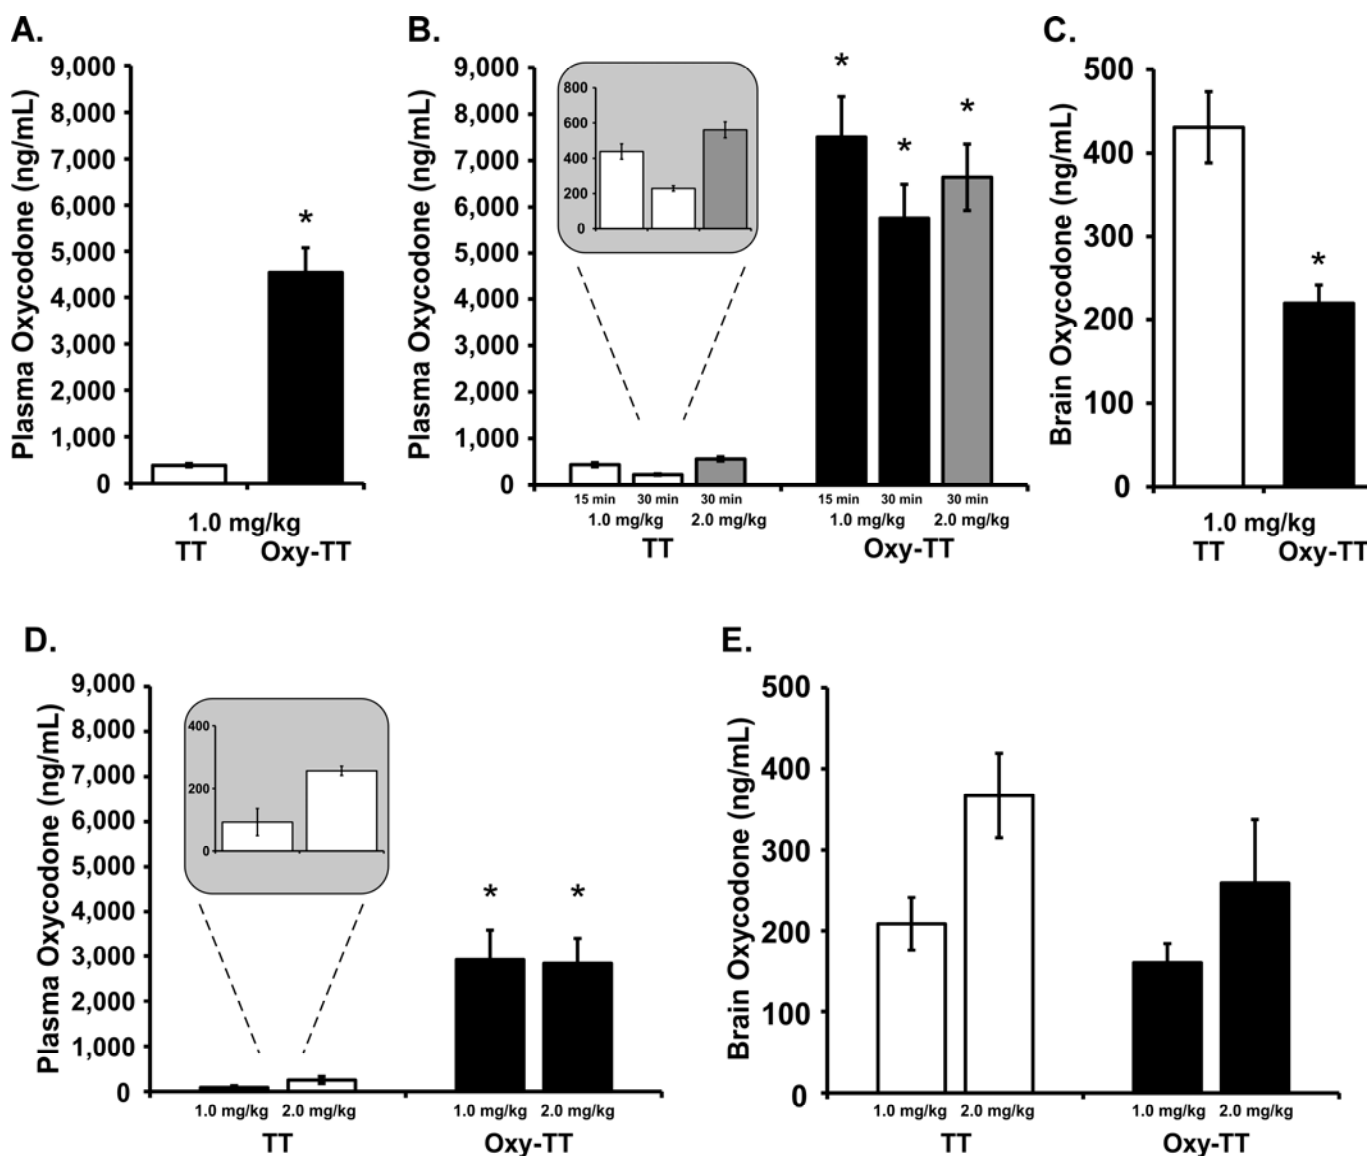 A.
Plasma Oxycodone (ng/mL)
9,000
8,000
7,000
6,000
5,000
4,000
3,000
2,000
1,000
0
*
1.0 mg/kg
TT Oxy-TT
B.
Plasma Oxycodone (ng/mL)
9,000
8,000
7,000
6,000
5,000
4,000
3,000
2,000
1,000
0
800
600
400
200
0
* * *
15 min 30 min 30 min 15 min 30 min 30 min
1.0 mg/kg 2.0 mg/kg 1.0 mg/kg 2.0 mg/kg
TT Oxy-TT
C.
Brain Oxycodone (ng/mL)
500
400
300
200
100
0
*
1.0 mg/kg
TT Oxy-TT
D.
Plasma Oxycodone (ng/mL)
9,000
8,000
7,000
6,000
5,000
4,000
3,000
2,000
1,000
0
400
200
0
* *
1.0 mg/kg 2.0 mg/kg 1.0 mg/kg 2.0 mg/kg
TT Oxy-TT
E.
Brain Oxycodone (ng/mL)
500
400
300
200
100
0
1.0 mg/kg 2.0 mg/kg 1.0 mg/kg 2.0 mg/kg
TT Oxy-TT